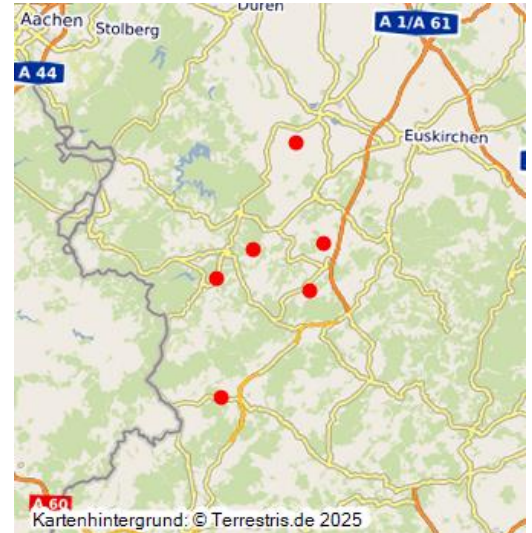 Düren
Aachen
Stolberg
A 1/A 61
A 44
Euskirchen
A 60
Kartenhintergrund: © Terrestris.de 2025